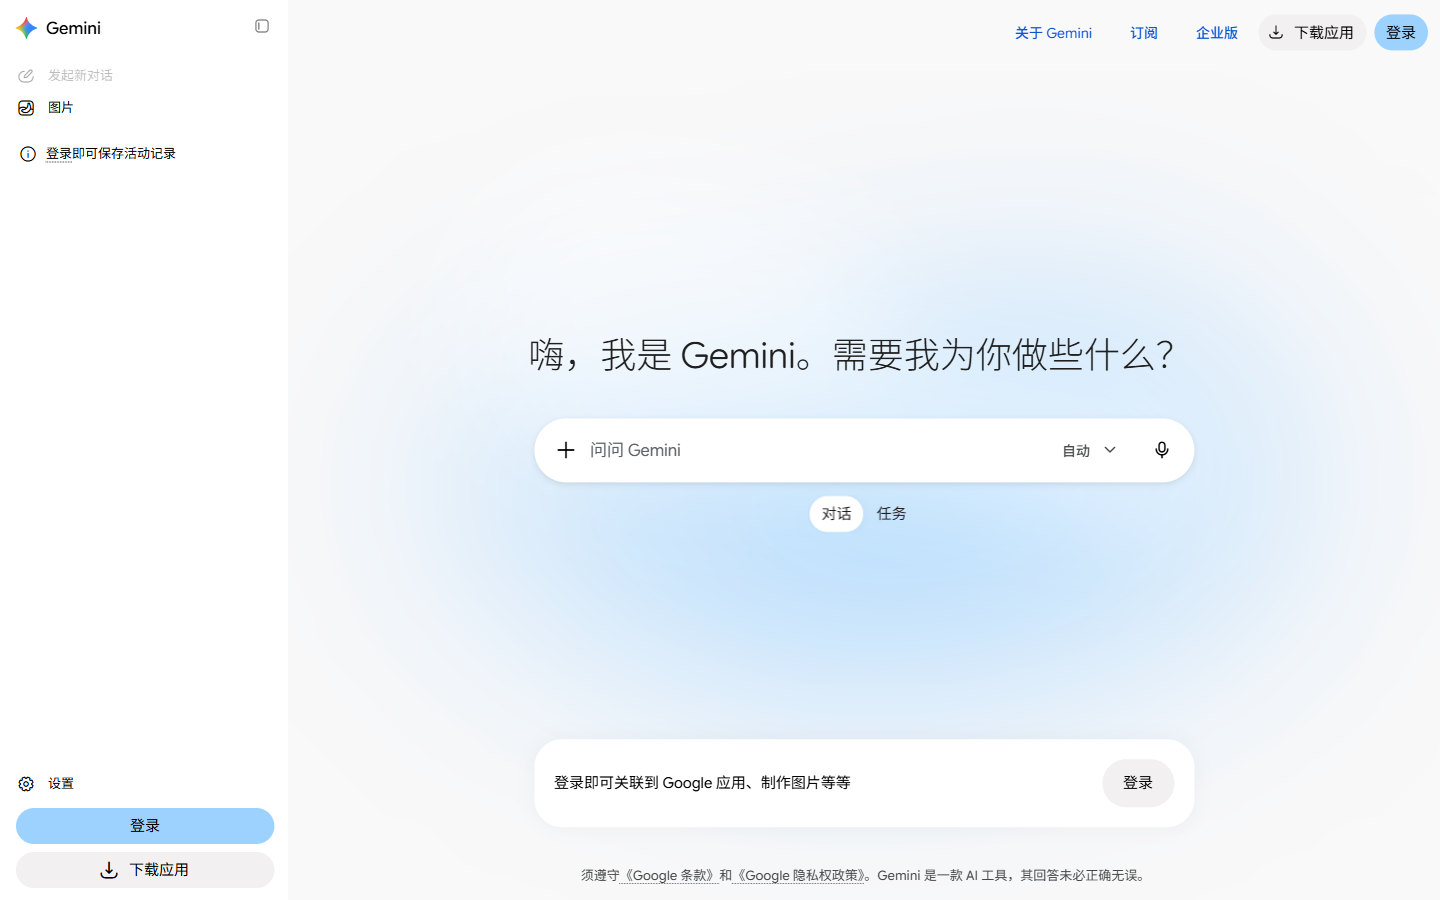 Gemini
发起新对话
图片
登录即可保存活动记录
设置
登录
下载应用
关于 Gemini
订阅
企业版
下载应用
登录
嗨，我是 Gemini。需要我为你做些什么？
问问 Gemini
自动
对话
任务
登录即可关联到 Google 应用、制作图片等等
登录
须遵守《Google 条款》和《Google 隐私权政策》。Gemini 是一款 AI 工具，其回答未必正确无误。